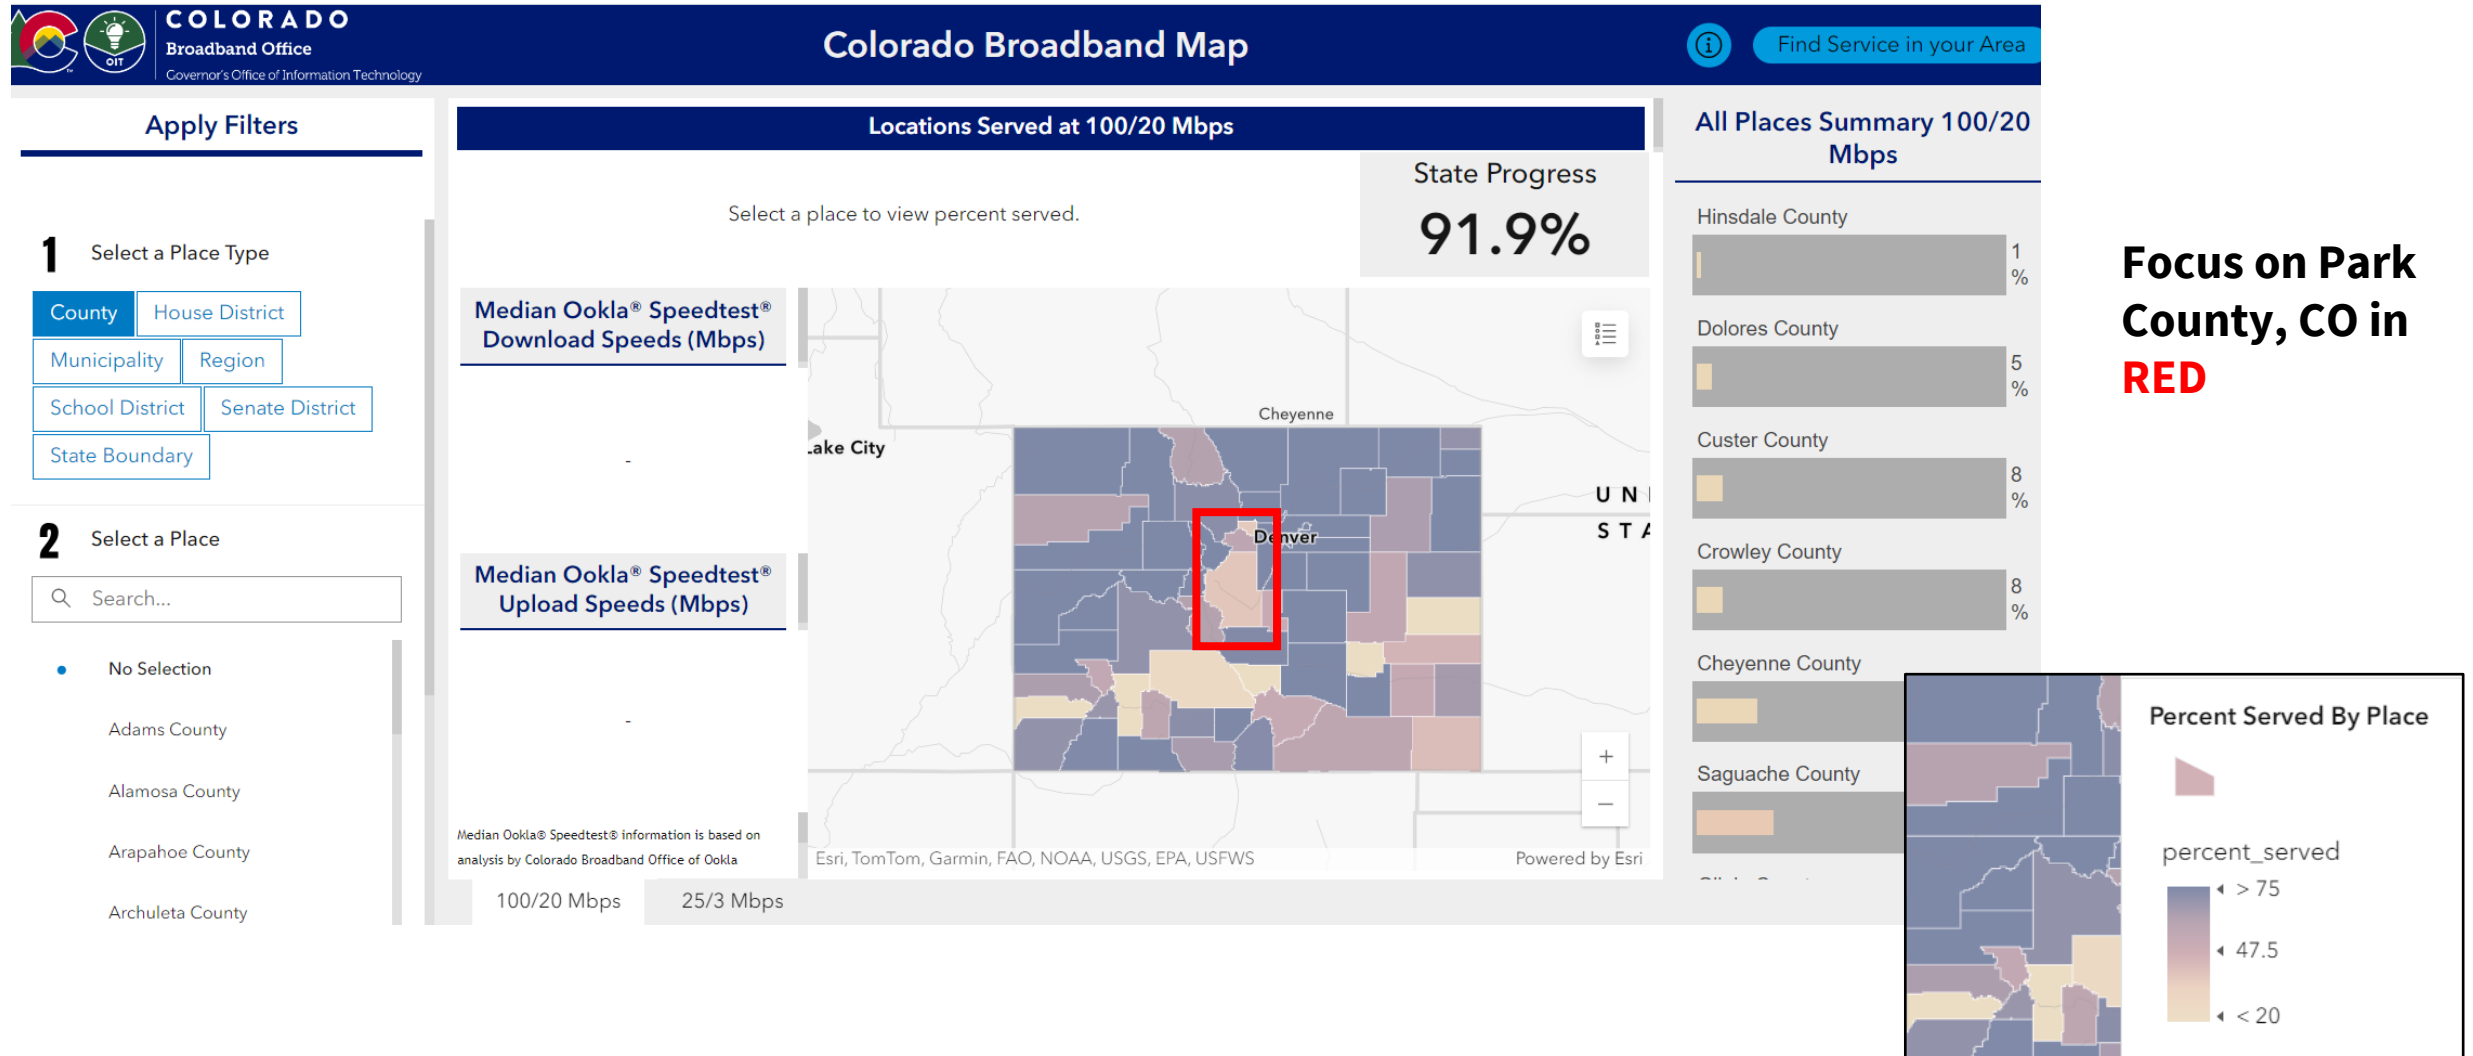 COLORADO
Broadband Office
Governor's Office of Information Technology
OIT
Colorado Broadband Map
Find Service in your Area
Apply Filters
1 Select a Place Type
County House District
Municipality Region
School District Senate District
State Boundary
2 Select a Place
Search...
No Selection
Adams County
Alamosa County
Arapahoe County
Archuleta County
Locations Served at 100/20 Mbps
Select a place to view percent served.
State Progress
91.9%
Median Ookla® Speedtest®
Download Speeds (Mbps)
-
Median Ookla® Speedtest®
Upload Speeds (Mbps)
-
Median Ookla® Speedtest® information is based on
analysis by Colorado Broadband Office of Ookla
Cheyenne
Lake City
Denver
UNI
STA
+
−
Esri, TomTom, Garmin, FAO, NOAA, USGS, EPA, USFWS
Powered by Esri
100/20 Mbps 25/3 Mbps
All Places Summary 100/20
Mbps
Hinsdale County
1
%
Dolores County
5
%
Custer County
8
%
Crowley County
8
%
Cheyenne County
Saguache County
Focus on Park
County, CO in
RED
Percent Served By Place
percent_served
> 75
47.5
< 20